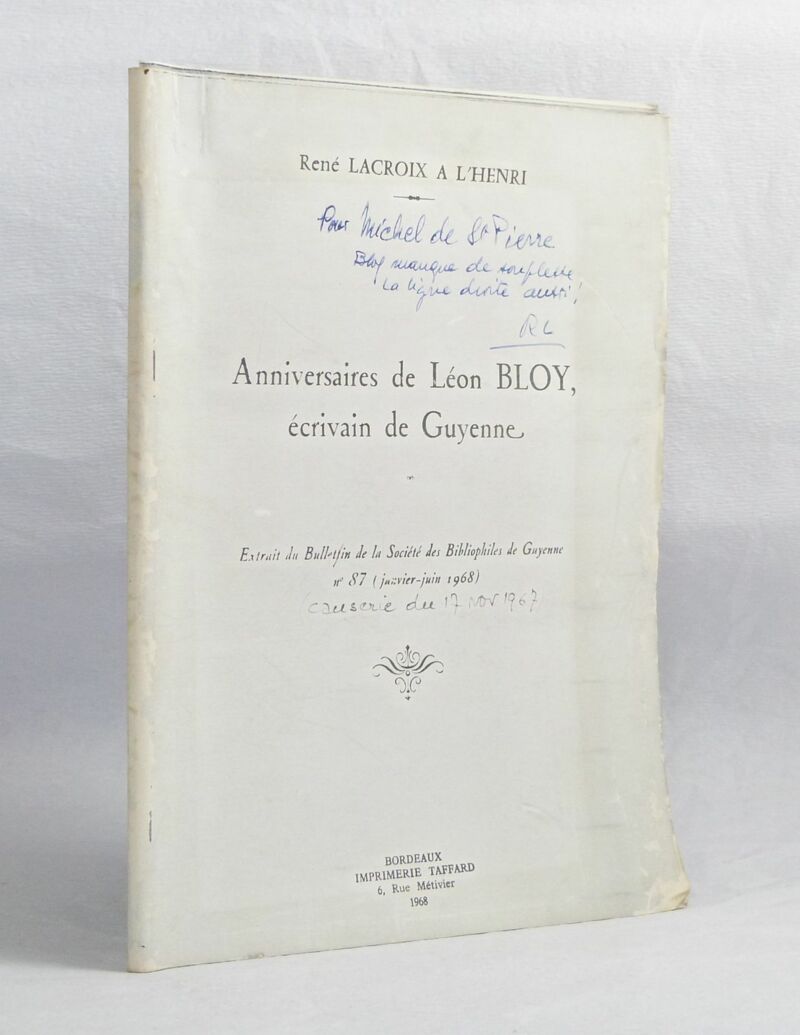 René LACROIX A L'HENRI
Pour Michel de St Pierre
Bloy manque de souplesse,
la ligne droite aussi !
RL
Anniversaires de Léon BLOY,
écrivain de Guyenne
Extrait du Bulletin de la Société des Bibliophiles de Guyenne
n° 87 (janvier-juin 1968)
(causerie du 17 NOV 1967)
BORDEAUX
IMPRIMERIE TAFFARD
6, Rue Métivier
1968